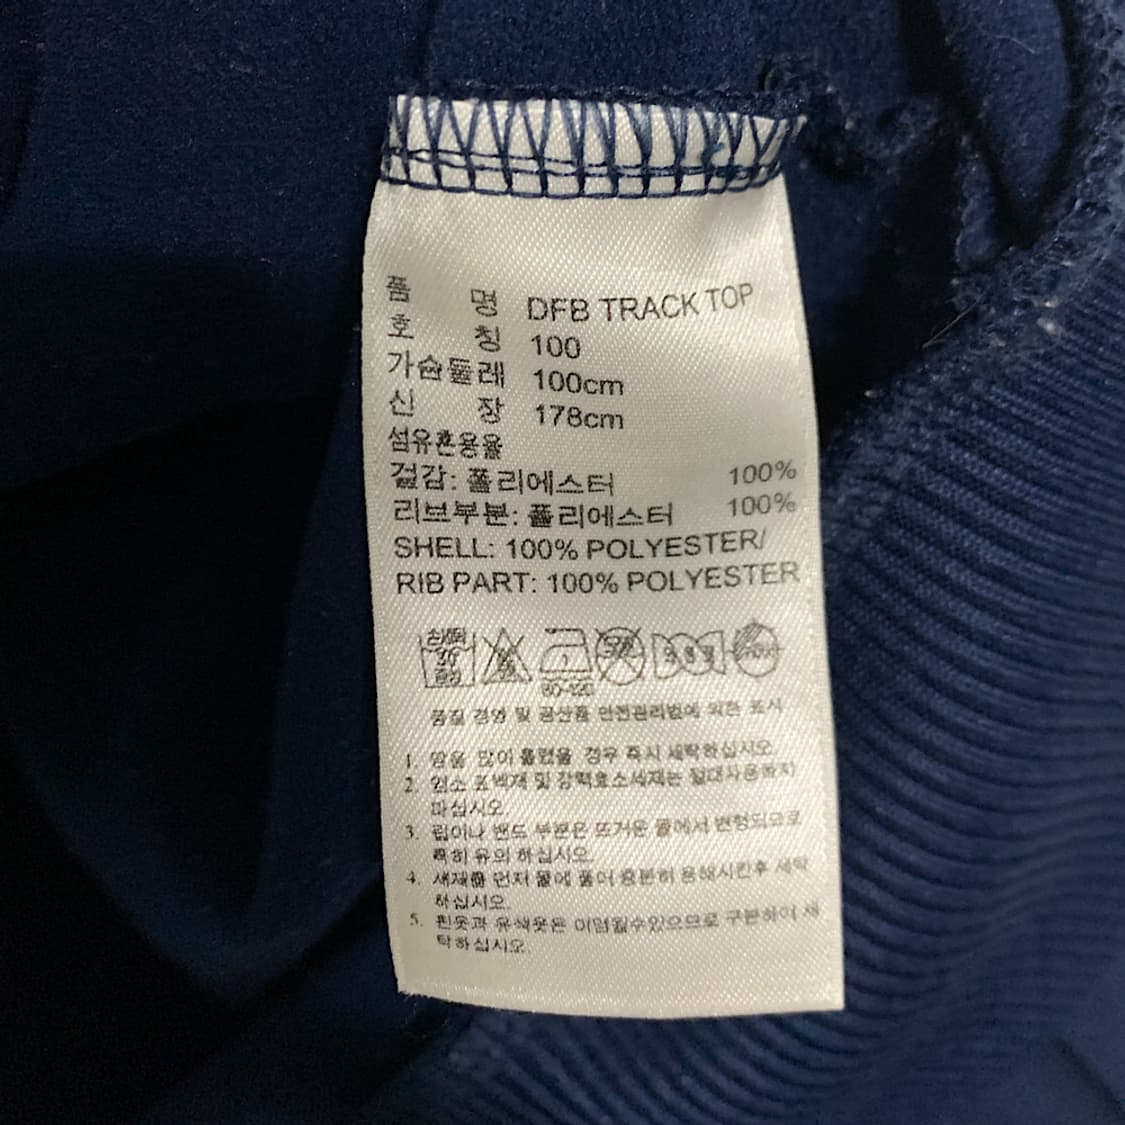 품 명 DFB TRACK TOP
호 칭 100
가슴둘레 100cm
신 장 178cm
섬유혼용율
겉감: 폴리에스터 100%
리브부분: 폴리에스터 100%
SHELL: 100% POLYESTER/
RIB PART: 100% POLYESTER
80-120
품질 경영 및 공산품 안전관리법에 의한 표시
1. 땀을 많이 흘렸을 경우 즉시 세탁하십시오.
2. 염소 표백제 및 강력효소세제는 절대사용하지
마십시오.
3. 립이나 밴드 부분은 뜨거운 물에서 변형되므로
특히 유의 하십시오.
4. 세제를 먼저 물에 풀어 충분히 용해시킨후 세탁
하십시오.
5. 흰옷과 유색옷은 이염될수있으므로 구분하여 세
탁하십시오.